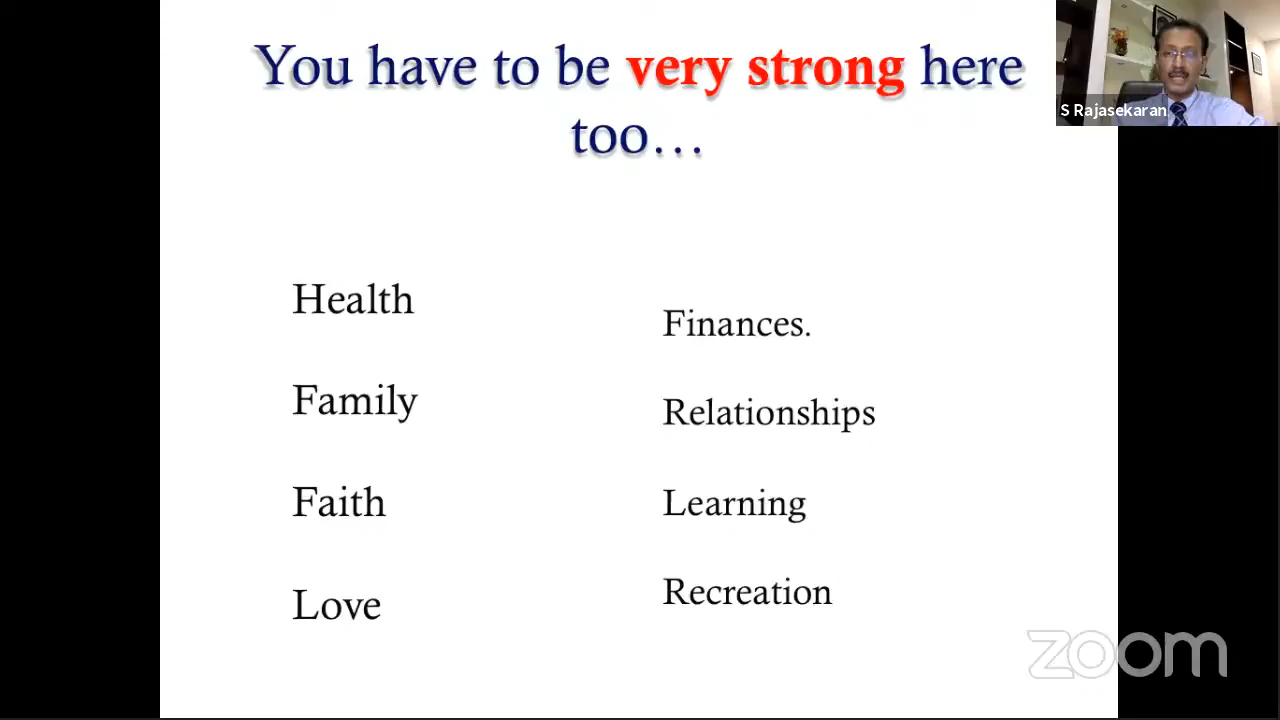 You have to be very strong here
too…
S Rajasekaran
Health
Family
Faith
Love
Finances.
Relationships
Learning
Recreation
zoom